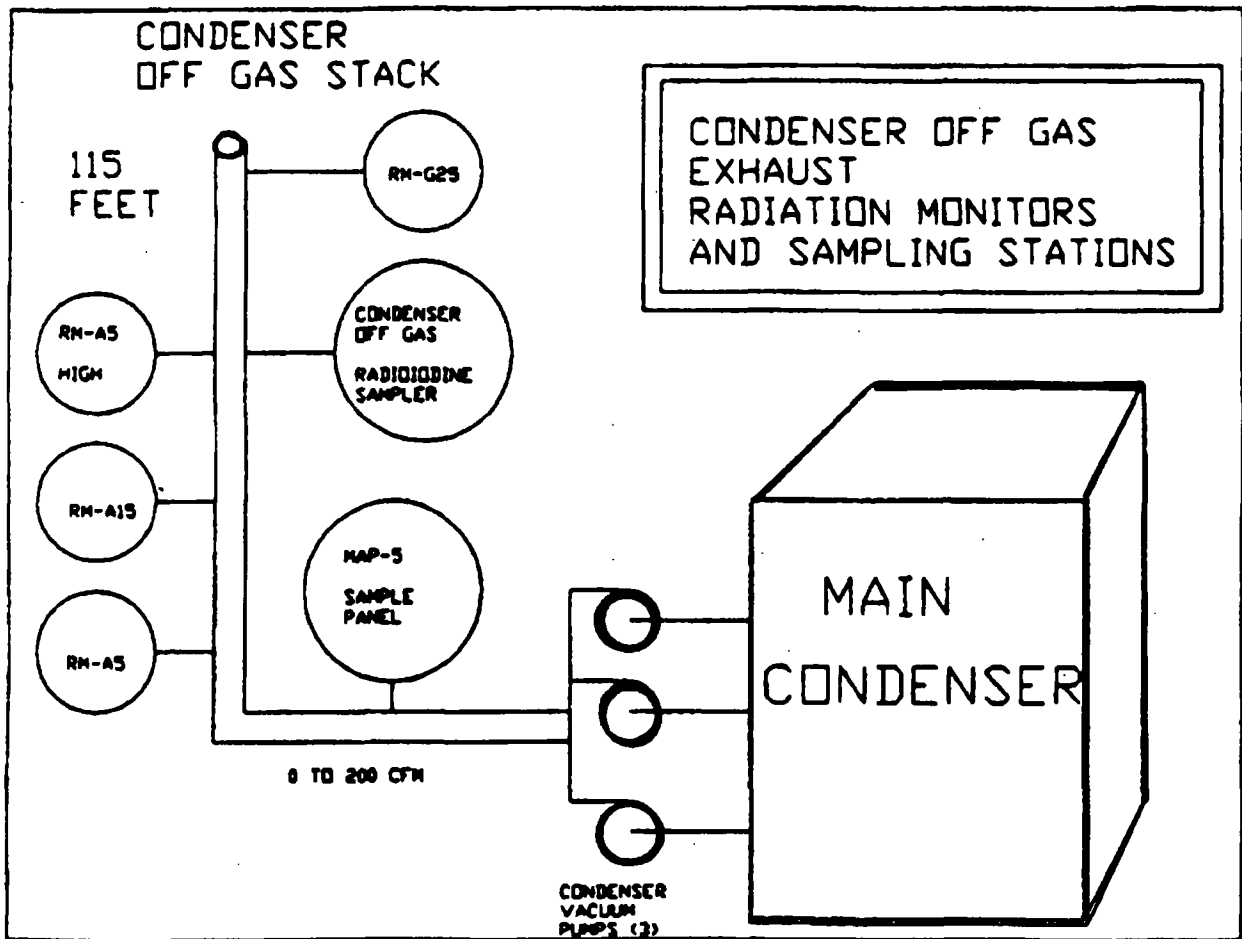 CONDENSER
OFF GAS STACK
115
FEET
RM-G25
CONDENSER OFF GAS
EXHAUST
RADIATION MONITORS
AND SAMPLING STATIONS
RM-A5
HIGH
CONDENSER
OFF GAS
RADIOIODINE
SAMPLER
RM-A15
MAP-5
SAMPLE
PANEL
RM-A5
MAIN
CONDENSER
0 TO 200 CFM
CONDENSER
VACUUM
PUMPS (3)